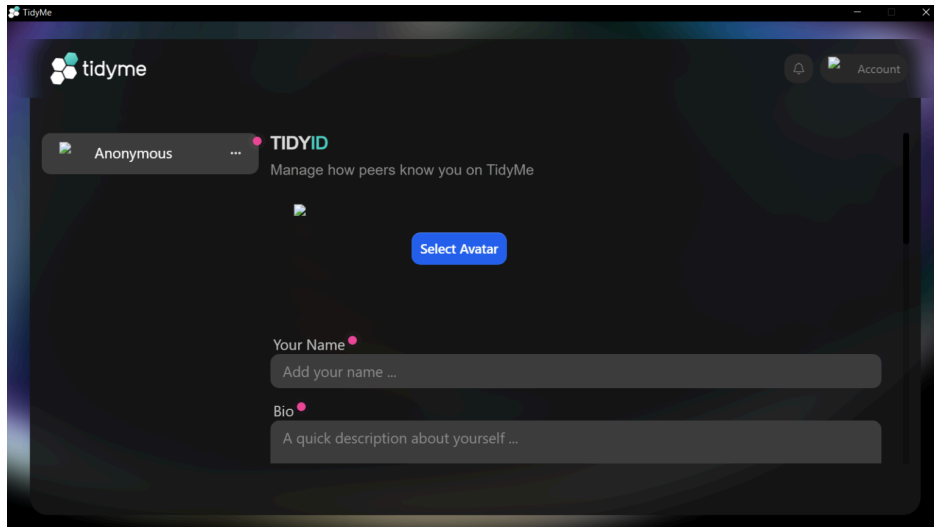 TidyMe
tidyme
Account
Anonymous
...
TIDYID
Manage how peers know you on TidyMe
Select Avatar
Your Name
Add your name ...
Bio
A quick description about yourself ...